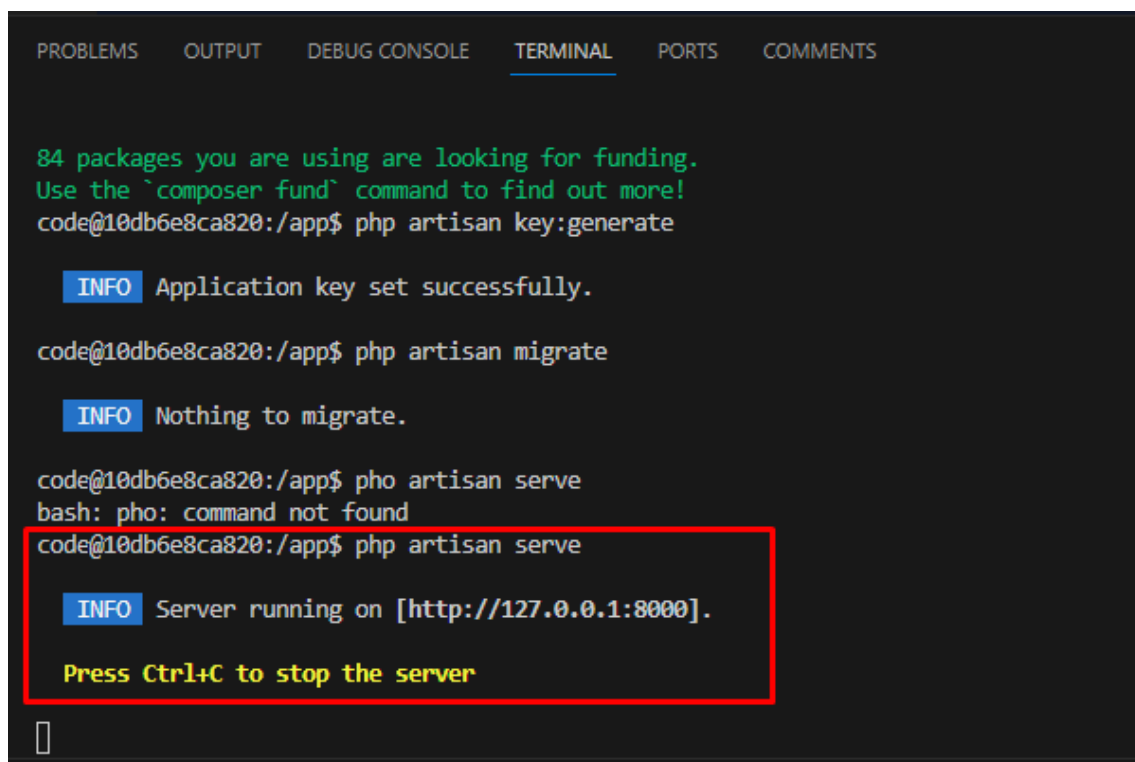 PROBLEMS OUTPUT DEBUG CONSOLE TERMINAL PORTS COMMENTS
84 packages you are using are looking for funding.
Use the `composer fund` command to find out more!
code@10db6e8ca820:/app$ php artisan key:generate
INFO Application key set successfully.
code@10db6e8ca820:/app$ php artisan migrate
INFO Nothing to migrate.
code@10db6e8ca820:/app$ pho artisan serve
bash: pho: command not found
code@10db6e8ca820:/app$ php artisan serve
INFO Server running on [http://127.0.0.1:8000].
Press Ctrl+C to stop the server